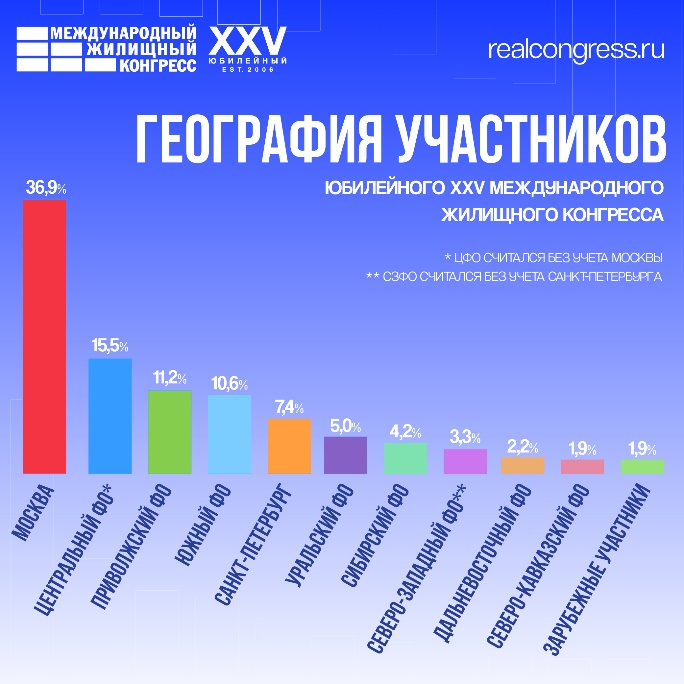 МЕЖДУНАРОДНЫЙ
ЖИЛИЩНЫЙ
КОНГРЕСС
XXV
ЮБИЛЕЙНЫЙ
EST. 2006
realcongress.ru
ГЕОГРАФИЯ УЧАСТНИКОВ
ЮБИЛЕЙНОГО XXV МЕЖДУНАРОДНОГО
ЖИЛИЩНОГО КОНГРЕССА
* ЦФО СЧИТАЛСЯ БЕЗ УЧЕТА МОСКВЫ
** СЗФО СЧИТАЛСЯ БЕЗ УЧЕТА САНКТ-ПЕТЕРБУРГА
36,9%
15,5%
11,2%
10,6%
7,4%
5,0%
4,2%
3,3%
2,2%
1,9%
1,9%
МОСКВА
ЦЕНТРАЛЬНЫЙ ФО*
ПРИВОЛЖСКИЙ ФО
ЮЖНЫЙ ФО
САНКТ-ПЕТЕРБУРГ
УРАЛЬСКИЙ ФО
СИБИРСКИЙ ФО
СЕВЕРО-ЗАПАДНЫЙ ФО**
ДАЛЬНЕВОСТОЧНЫЙ ФО
СЕВЕРО-КАВКАЗСКИЙ ФО
ЗАРУБЕЖНЫЕ УЧАСТНИКИ